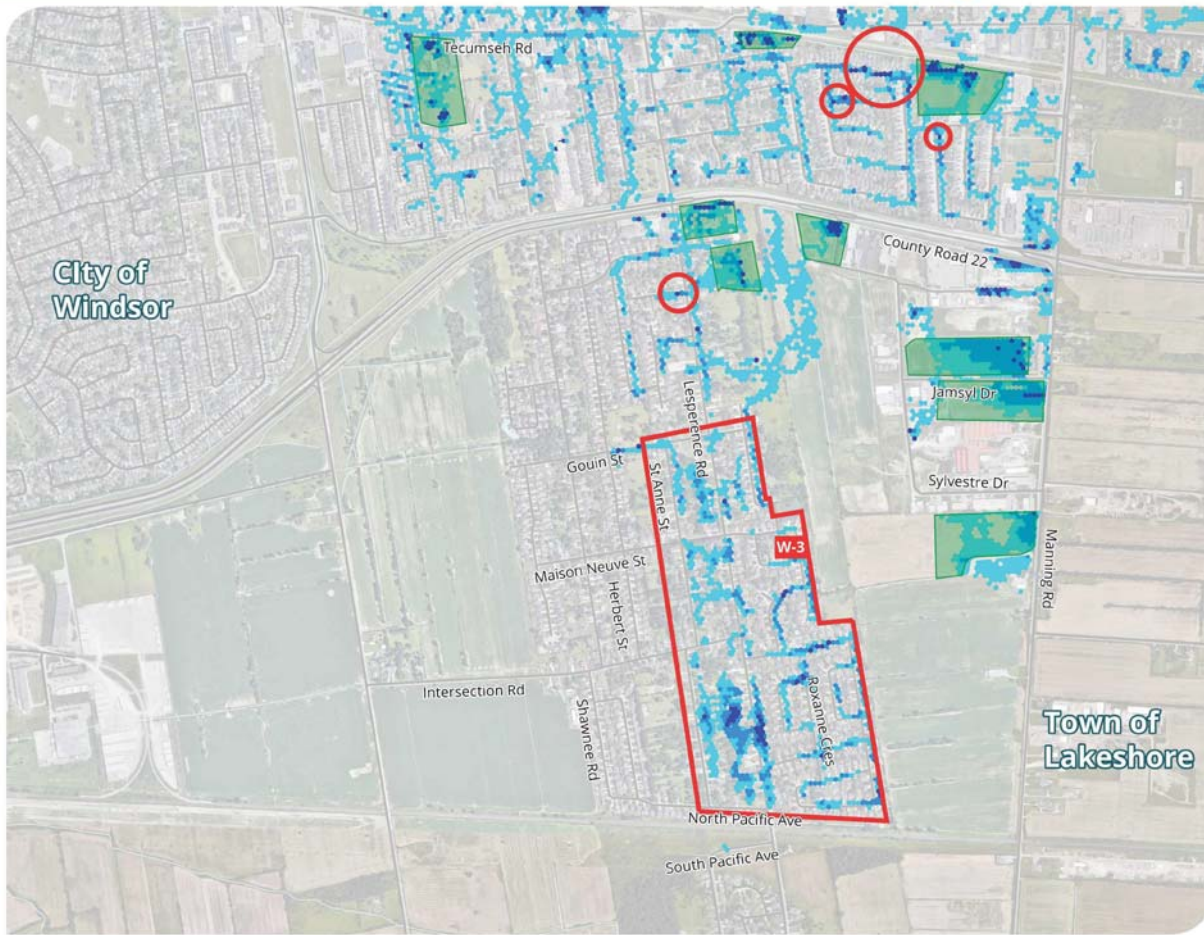 Tecumseh Rd
CIty of
Windsor
County Road 22
Jamsyl Dr
Lesperence Rd
Gouin St
St Anne St
Sylvestre Dr
W-3
Maison Neuve St
Manning Rd
Herbert St
Intersection Rd
Roxanne Cres
Shawnee Rd
Town of
Lakeshore
North Pacific Ave
South Pacific Ave